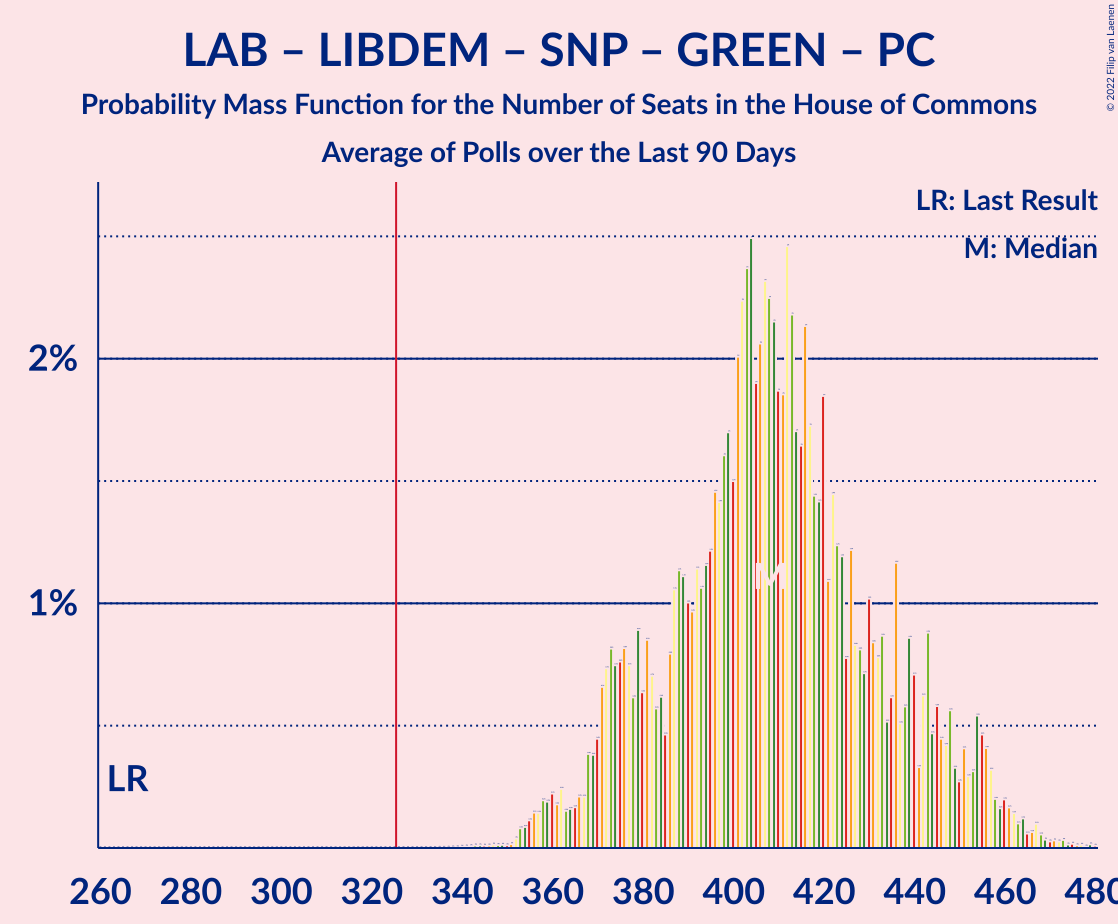 LAB – LIBDEM – SNP – GREEN – PC
Probability Mass Function for the Number of Seats in the House of Commons
Average of Polls over the Last 90 Days
© 2022 Filip van Laenen
LR: Last Result
M: Median
2%
1%
M
LR
260 280 300 320 340 360 380 400 420 440 460 480